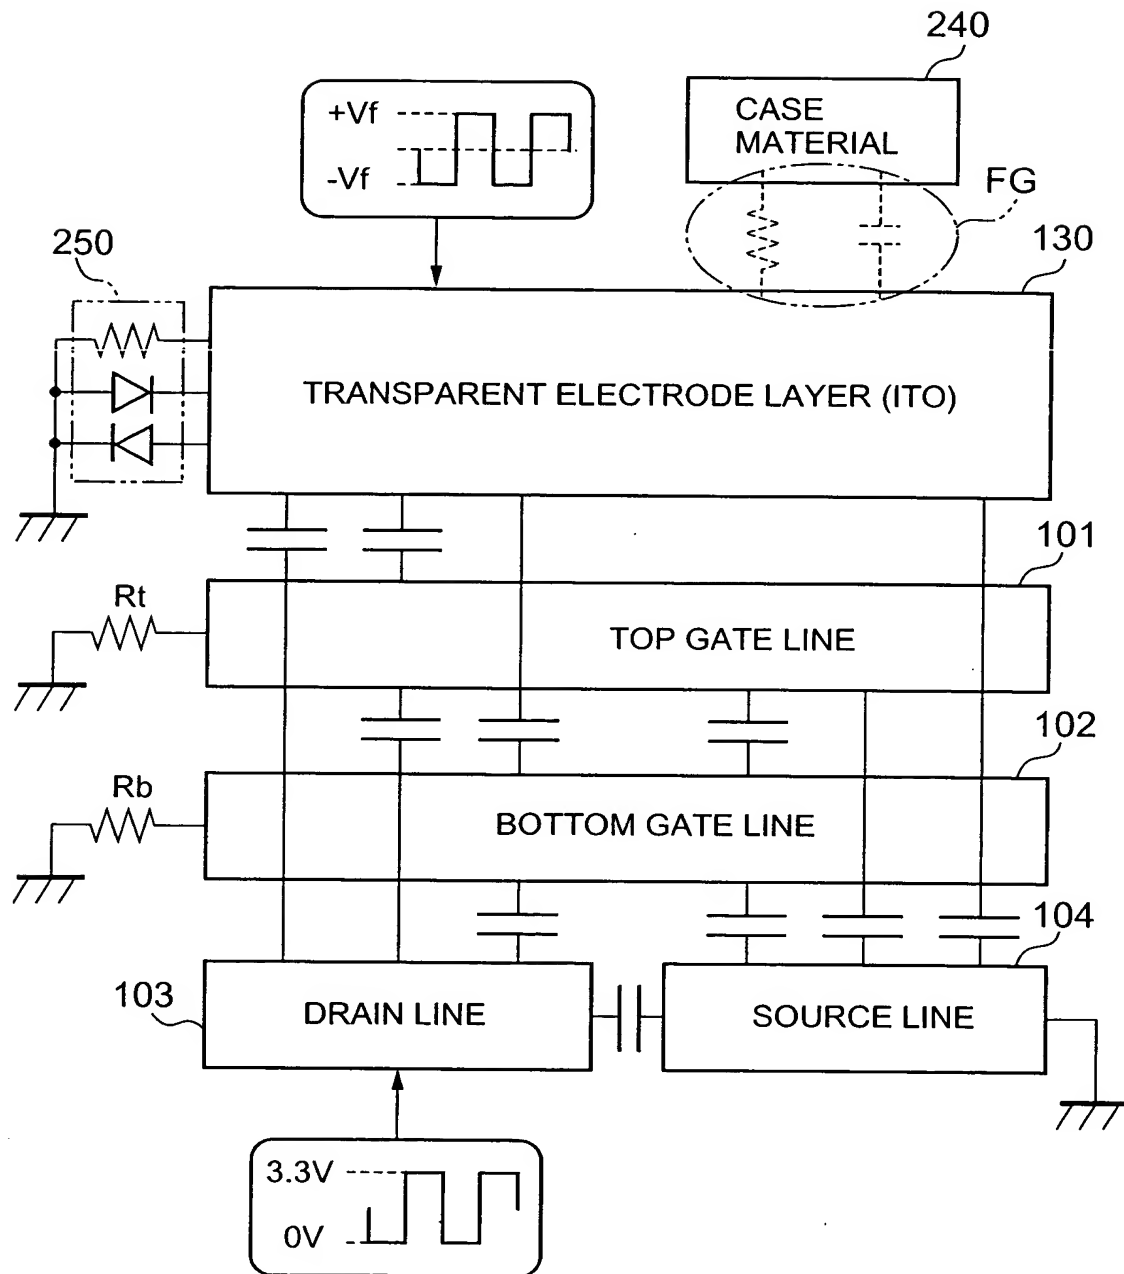 240
+Vf
-Vf
CASE
MATERIAL
FG
250
130
TRANSPARENT ELECTRODE LAYER (ITO)
101
Rt
TOP GATE LINE
102
Rb
BOTTOM GATE LINE
104
103
DRAIN LINE
SOURCE LINE
3.3V
0V